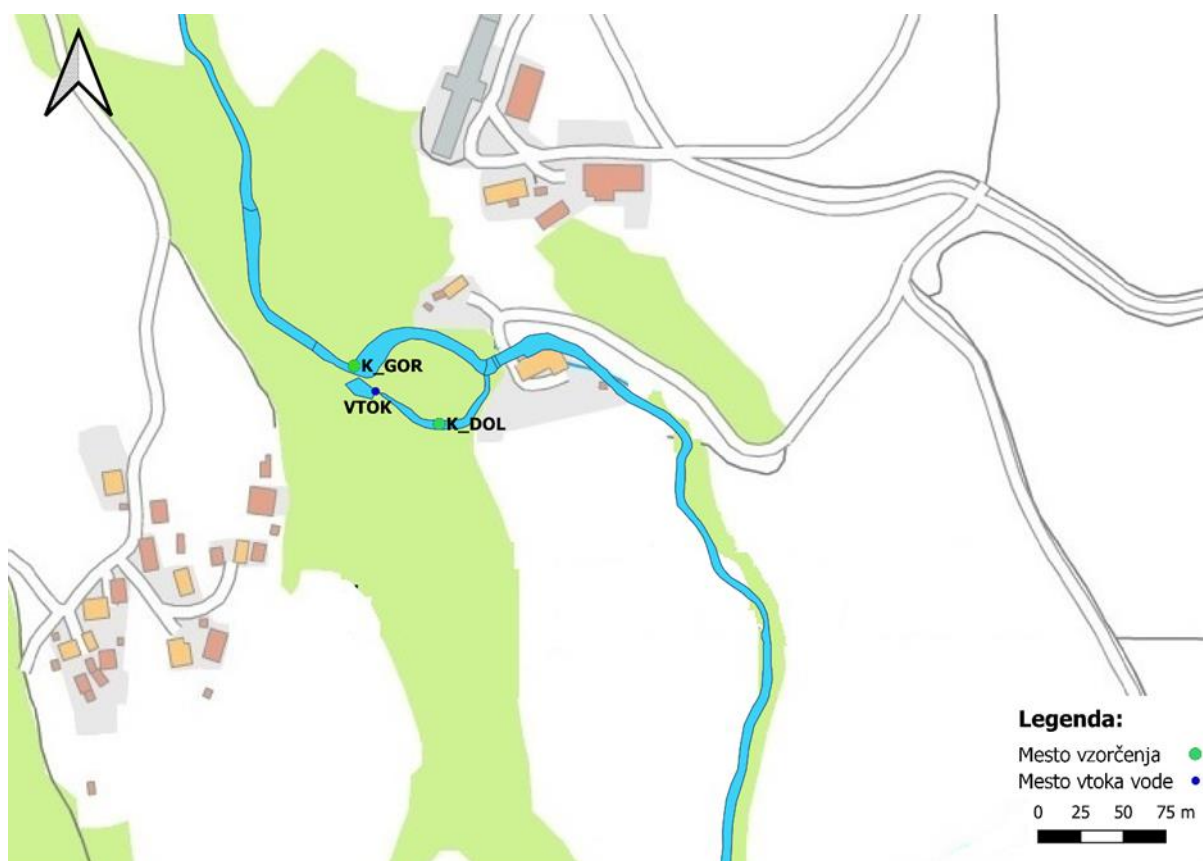 K_GOR
VTOK
K_DOL
Legenda:
Mesto vzorčenja
Mesto vtoka vode
0 25 50 75 m